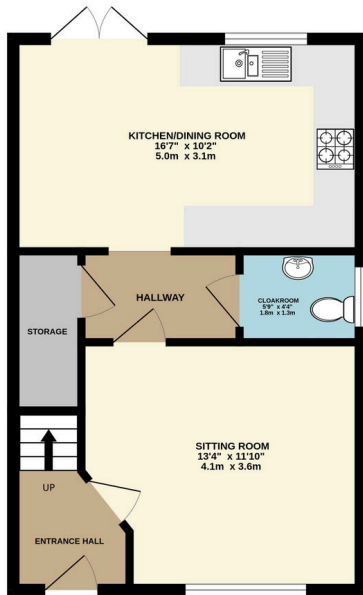 KITCHEN/DINING ROOM
16'7" x 10'2"
5.0m x 3.1m
HALLWAY
CLOAKROOM
5'9" x 4'4"
1.8m x 1.3m
STORAGE
SITTING ROOM
13'4" x 11'10"
4.1m x 3.6m
UP
ENTRANCE HALL